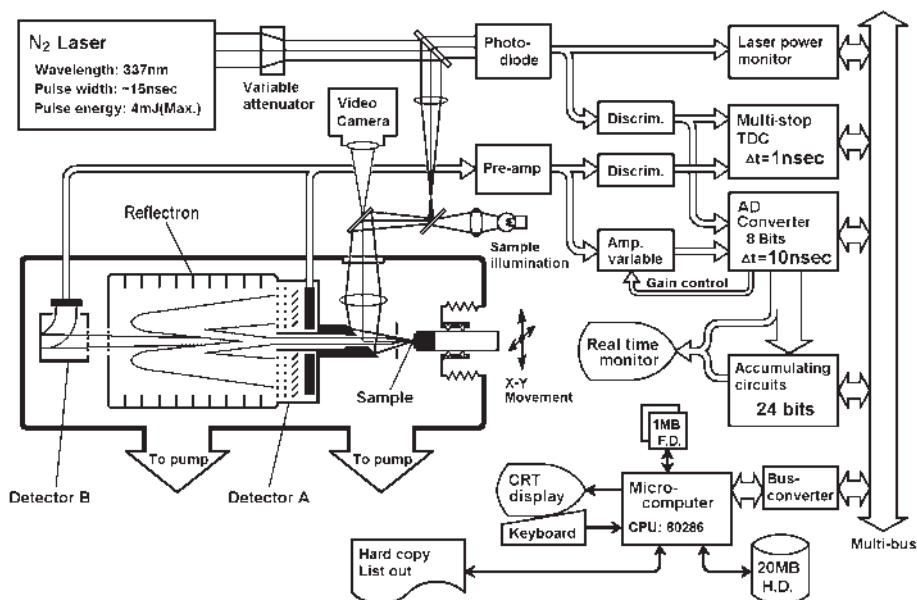 N2 Laser
Wavelength: 337nm
Pulse width: ~15nsec
Pulse energy: 4mJ(Max.)
Variable
attenuator
Video
Camera
Photo-
diode
Laser power
monitor
Discrim.
Multi-stop
TDC
Δt=1nsec
Pre-amp
Discrim.
AD
Converter
8 Bits
Δt=10nsec
Amp.
variable
Gain control
Sample
illumination
Reflectron
Sample
X-Y
Movement
Real time
monitor
Accumulating
circuits
24 bits
To pump
To pump
Detector B
Detector A
1MB
F.D.
CRT
display
Keyboard
Micro-
computer
CPU: 80286
Bus-
converter
Multi-bus
Hard copy
List out
20MB
H.D.